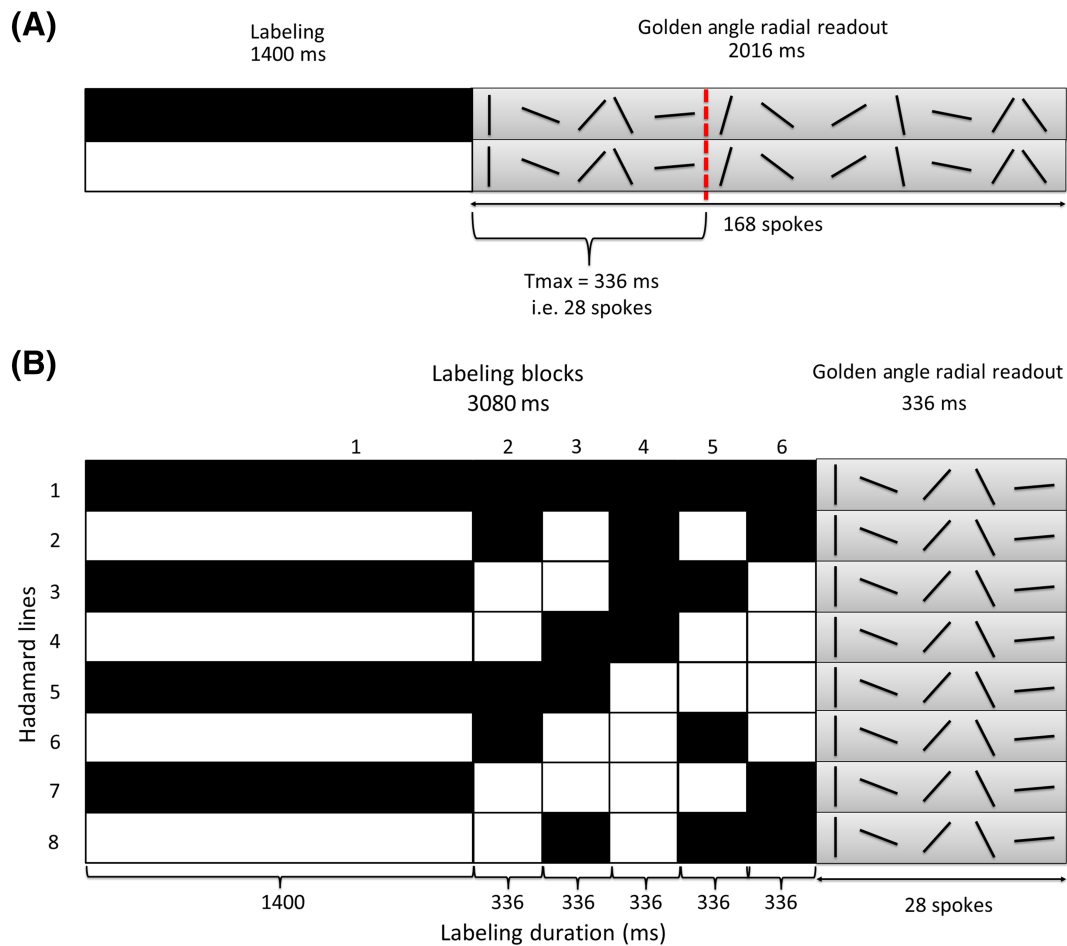 (A)
Labeling
1400 ms
Golden angle radial readout
2016 ms
168 spokes
Tmax = 336 ms
i.e. 28 spokes
(B)
Labeling blocks
3080 ms
Golden angle radial readout
336 ms
1 2 3 4 5 6
Hadamard lines
1
2
3
4
5
6
7
8
1400 336 336 336 336 336
28 spokes
Labeling duration (ms)